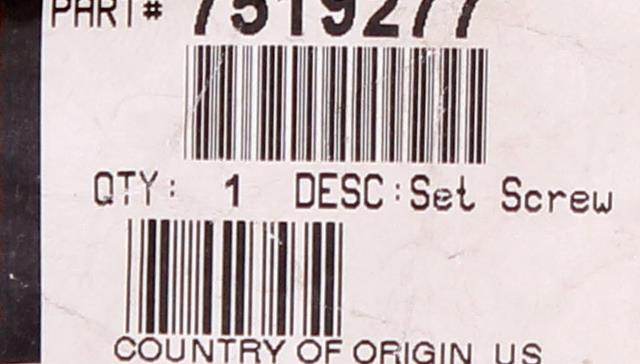 PART# 7519277
QTY: 1 DESC:Set Screw
COUNTRY OF ORIGIN US